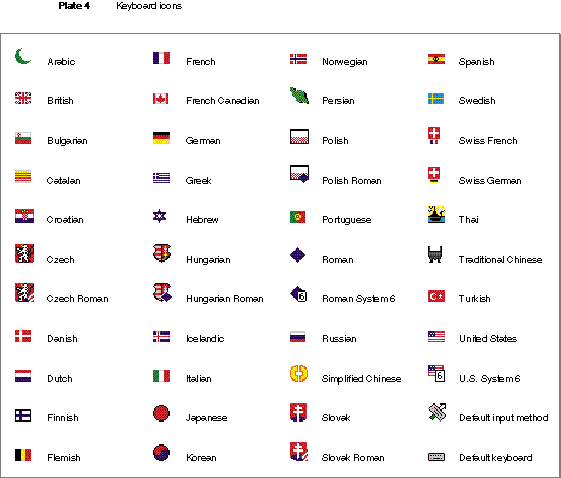 Plate 4 Keyboard icons
Arabic French Norwegian Spanish
British French Canadian Persian Swedish
Bulgarian German Polish Swiss French
Catalan Greek Polish Roman Swiss German
Croatian Hebrew Portuguese Thai
Czech Hungarian Roman Traditional Chinese
Czech Roman Hungarian Roman Roman System 6 Turkish
6
Danish Icelandic Russian United States
Dutch Italian Simplified Chinese U.S. System 6
6
Finnish Japanese Slovak Default input method
Flemish Korean Slovak Roman Default keyboard